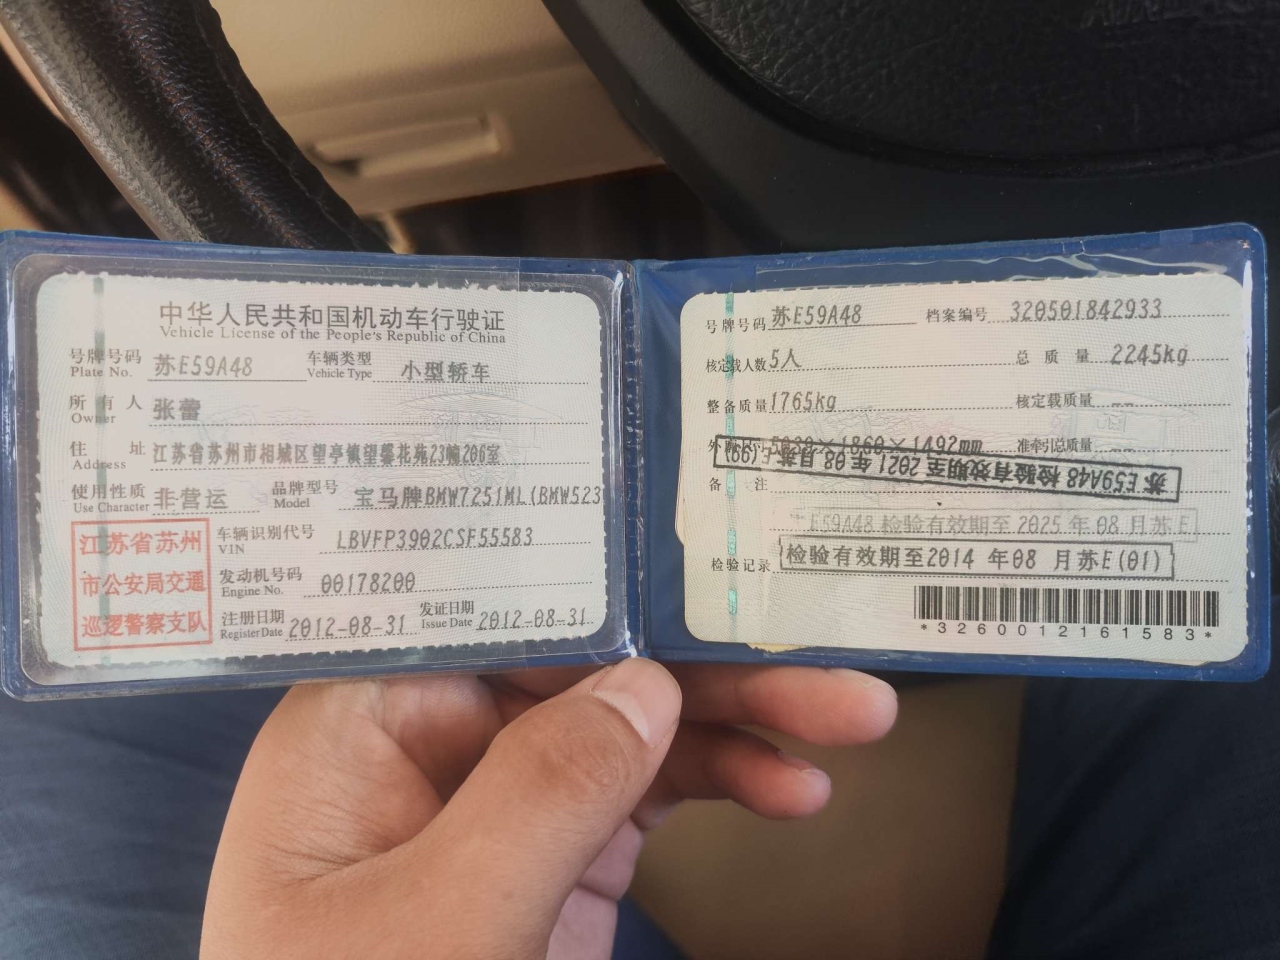 中华人民共和国机动车行驶证
Vehicle License of the People's Republic of China
号牌号码 苏E59A48 车辆类型 小型轿车
Plate No. Vehicle Type
所有人 张蕾
Owner
住址 江苏省苏州市相城区望亭镇望馨花苑23幢206室
Address
使用性质 非营运 品牌型号 宝马牌BMW7251ML(BMW523
Use Character Model
江苏省苏州
市公安局交通
巡逻警察支队
车辆识别代号 LBVFP3902CSF55583
VIN
发动机号码 00178200
Engine No.
注册日期 2012-08-31 发证日期 2012-08-31
Register Date Issue Date
号牌号码 苏E59A48 档案编号 320501842933
核定载人数 5人 总质量 2245kg
整备质量 1765kg 核定载质量 --
× 1860 × 1492mm 准牵引总质量 --
苏E59A48 检验有效期至2021 年 08 月苏E(99)
备注
E59A48 检验有效期至2025 年 08 月苏E
检验记录 检验有效期至2014 年08 月苏E(01)
*3260012161583*